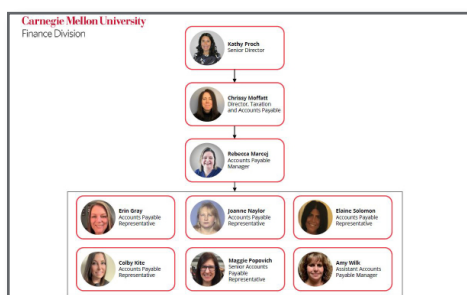 Carnegie Mellon University
Finance Division
Kathy Proch
Senior Director
Chrissy Moffatt
Director, Taxation
and Accounts Payable
Rebecca Marcej
Accounts Payable
Manager
Erin Gray
Accounts Payable
Representative
Joanne Naylor
Accounts Payable
Representative
Elaine Solomon
Accounts Payable
Representative
Colby Kite
Accounts Payable
Representative
Maggie Popovich
Senior Accounts
Payable
Representative
Amy Wilk
Assistant Accounts
Payable Manager